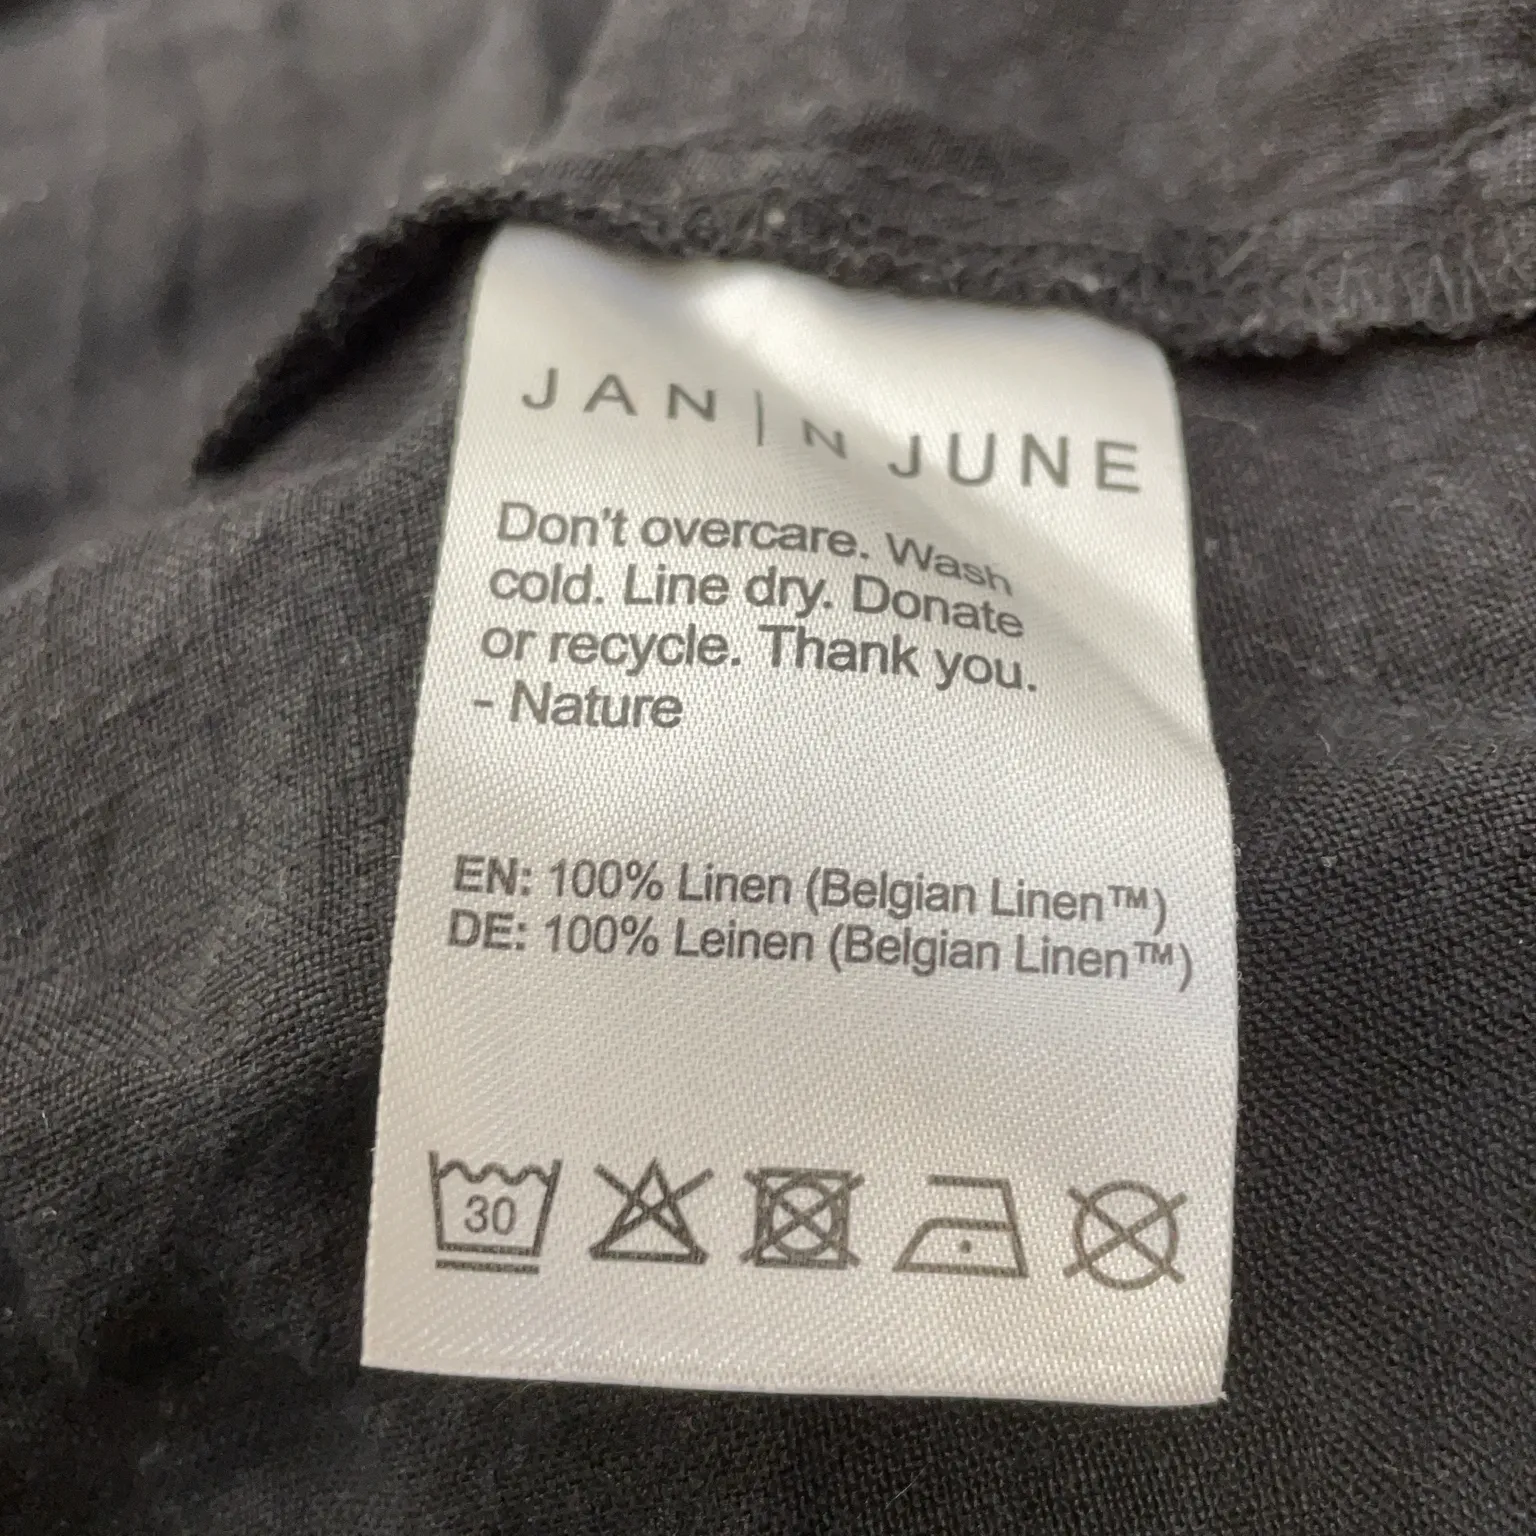 JAN | N JUNE
Don't overcare. Wash
cold. Line dry. Donate
or recycle. Thank you.
- Nature
EN: 100% Linen (Belgian Linen™)
DE: 100% Leinen (Belgian Linen™)
30